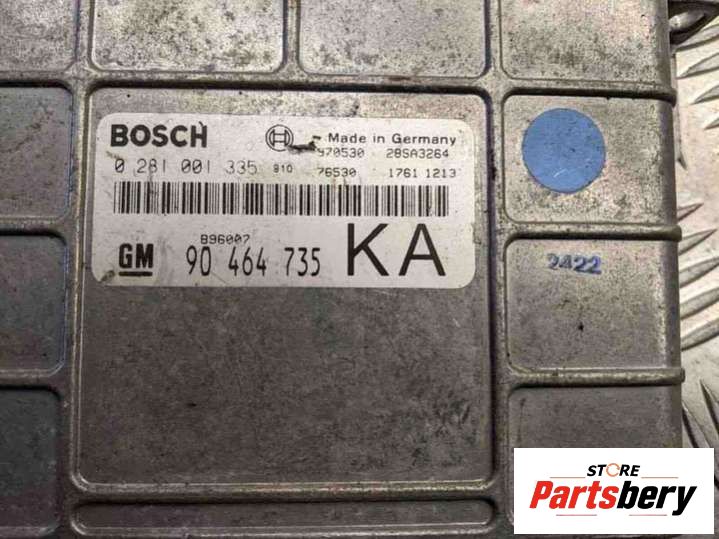 BOSCH Made in Germany
970530 28SA3264
0 281 001 335 910 76530 1761 1213
B96007
GM 90 464 735 KA
2422
STORE
Partsbery